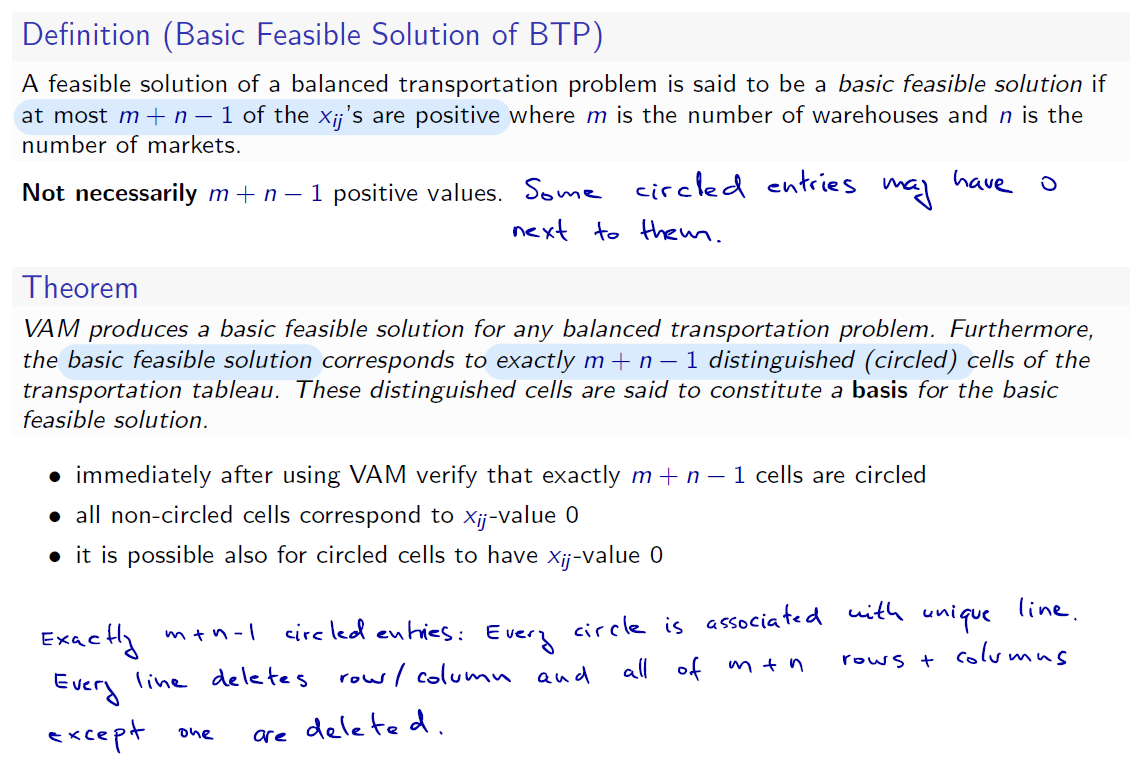 Definition (Basic Feasible Solution of BTP)
A feasible solution of a balanced transportation problem is said to be a basic feasible solution if
at most m + n − 1 of the xij's are positive where m is the number of warehouses and n is the
number of markets.
Not necessarily m + n − 1 positive values. Some circled entries may have 0
next to them.
Theorem
VAM produces a basic feasible solution for any balanced transportation problem. Furthermore,
the basic feasible solution corresponds to exactly m + n − 1 distinguished (circled) cells of the
transportation tableau. These distinguished cells are said to constitute a basis for the basic
feasible solution.
• immediately after using VAM verify that exactly m + n − 1 cells are circled
• all non-circled cells correspond to xij-value 0
• it is possible also for circled cells to have xij-value 0
Exactly m+n-1 circled entries: Every circle is associated with unique line.
Every line deletes row/column and all of m+n rows + columns
except one are deleted.